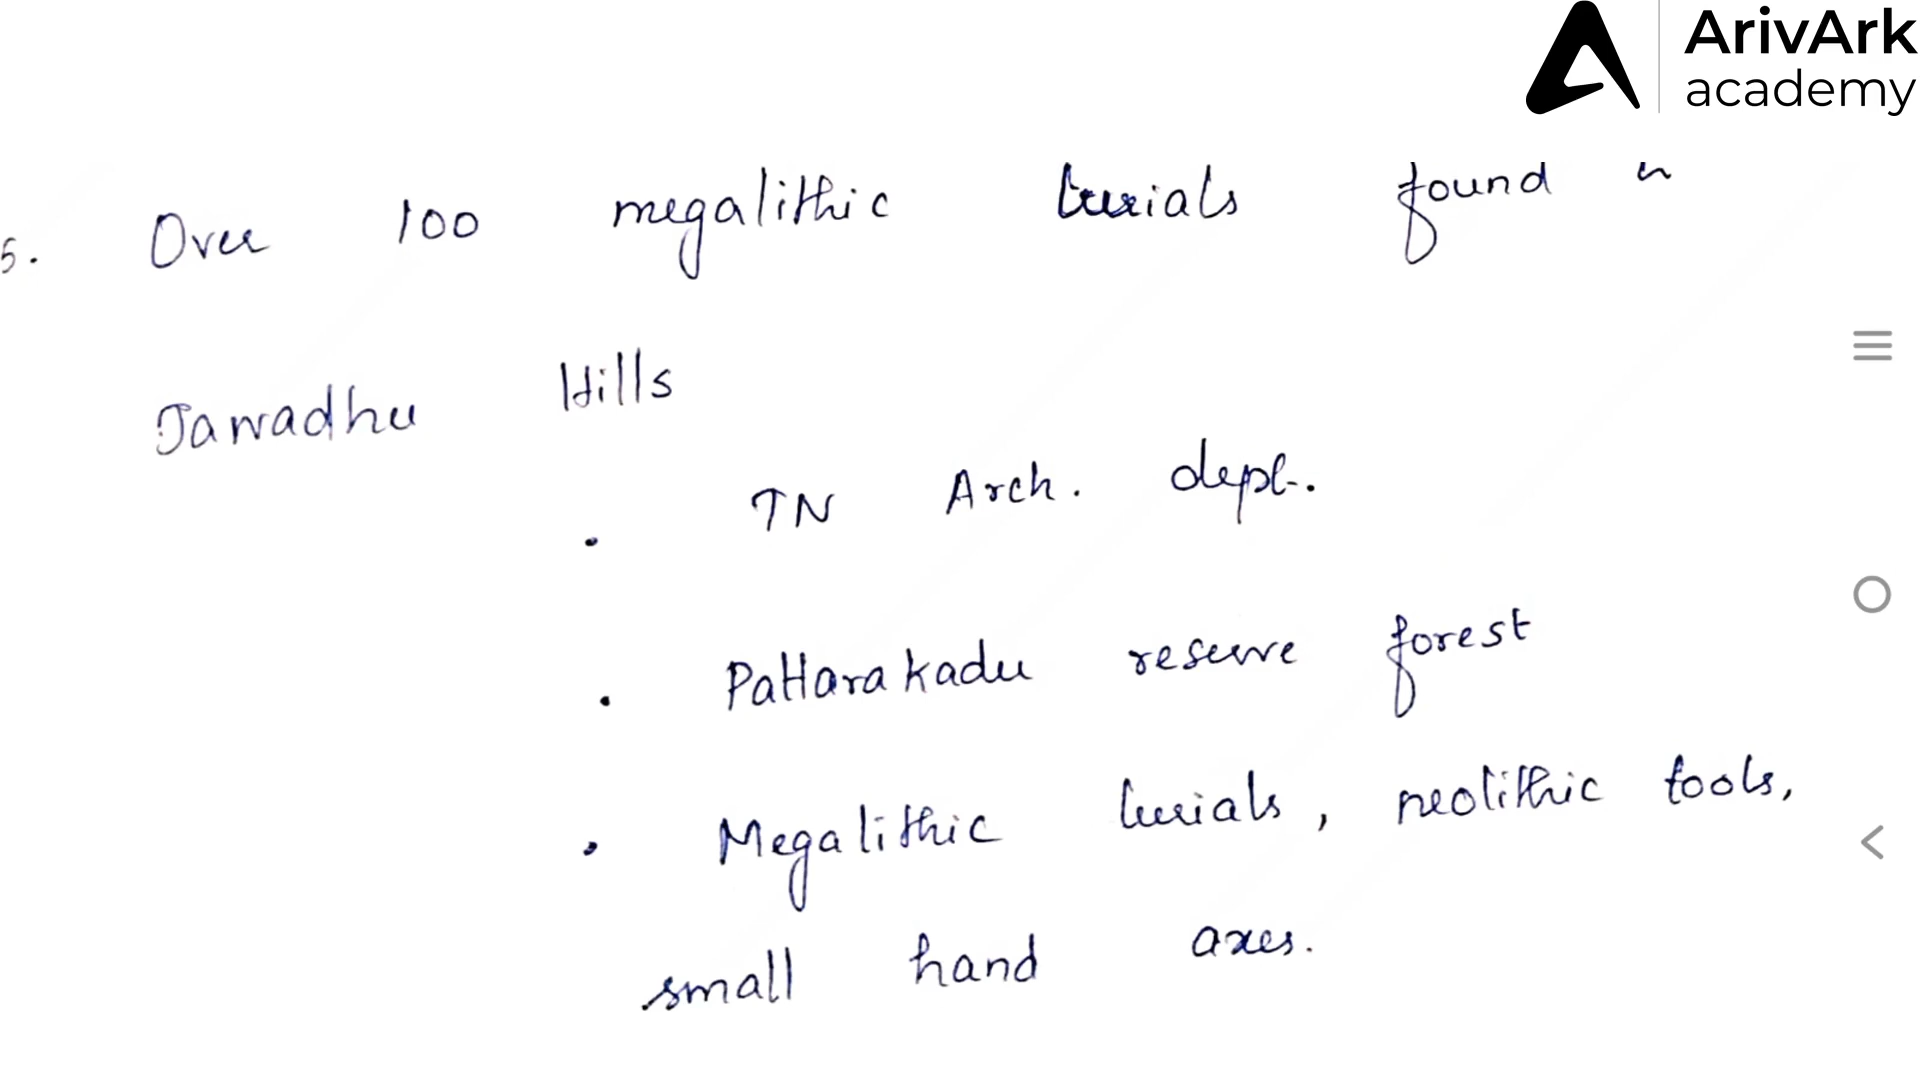 ArivArk
academy
5. Over 100 megalithic burials found in
Jawadhu Hills
• TN Arch. dept.
• Pattarakadu reserve forest
• Megalithic burials, neolithic tools,
small hand axes.